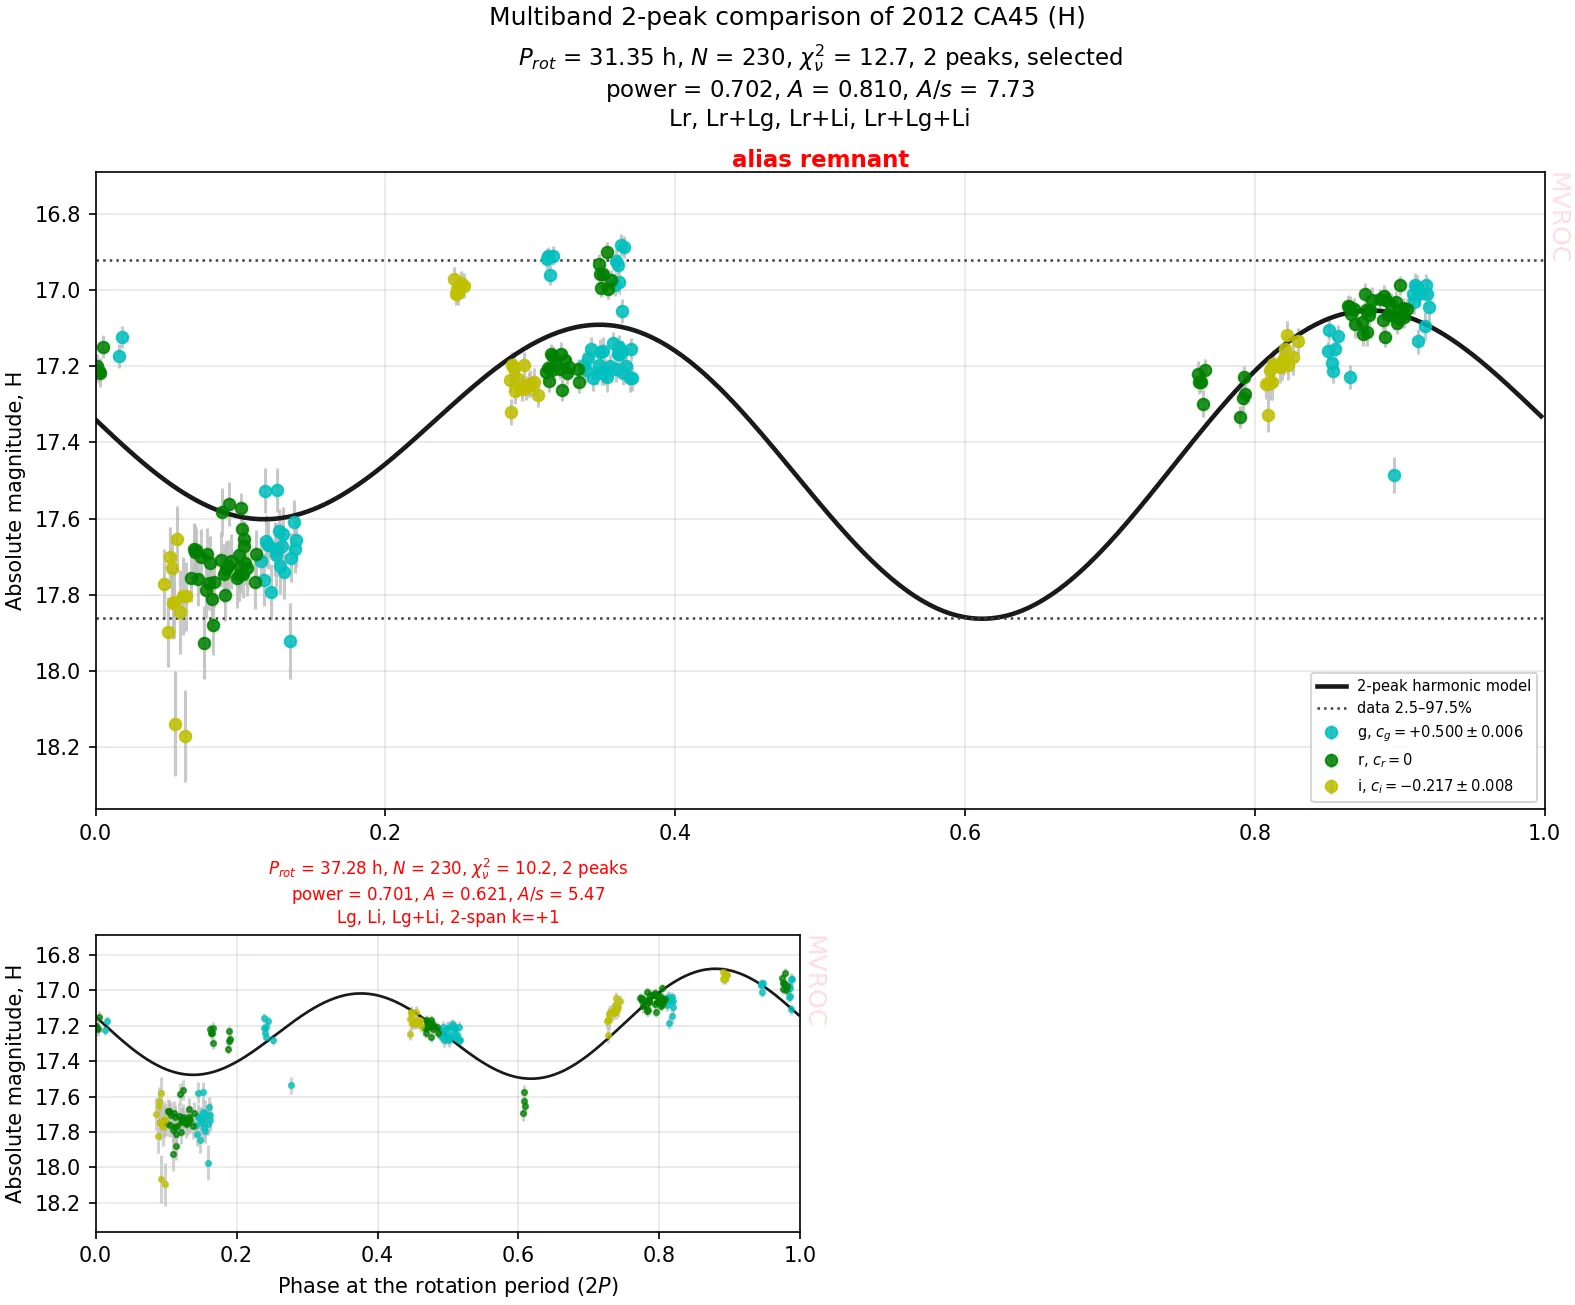 Multiband 2-peak comparison of 2012 CA45 (H)
P_rot = 31.35 h, N = 230, χ²_ν = 12.7, 2 peaks, selected
power = 0.702, A = 0.810, A/s = 7.73
Lr, Lr+Lg, Lr+Li, Lr+Lg+Li
alias remnant
MVROC
Absolute magnitude, H
16.8
17.0
17.2
17.4
17.6
17.8
18.0
18.2
2-peak harmonic model
data 2.5–97.5%
g, c_g = +0.500 ± 0.006
r, c_r = 0
i, c_i = −0.217 ± 0.008
0.0 0.2 0.4 0.6 0.8 1.0
P_rot = 37.28 h, N = 230, χ²_ν = 10.2, 2 peaks
power = 0.701, A = 0.621, A/s = 5.47
Lg, Li, Lg+Li, 2-span k=+1
MVROC
Absolute magnitude, H
16.8
17.0
17.2
17.4
17.6
17.8
18.0
18.2
0.0 0.2 0.4 0.6 0.8 1.0
Phase at the rotation period (2P)